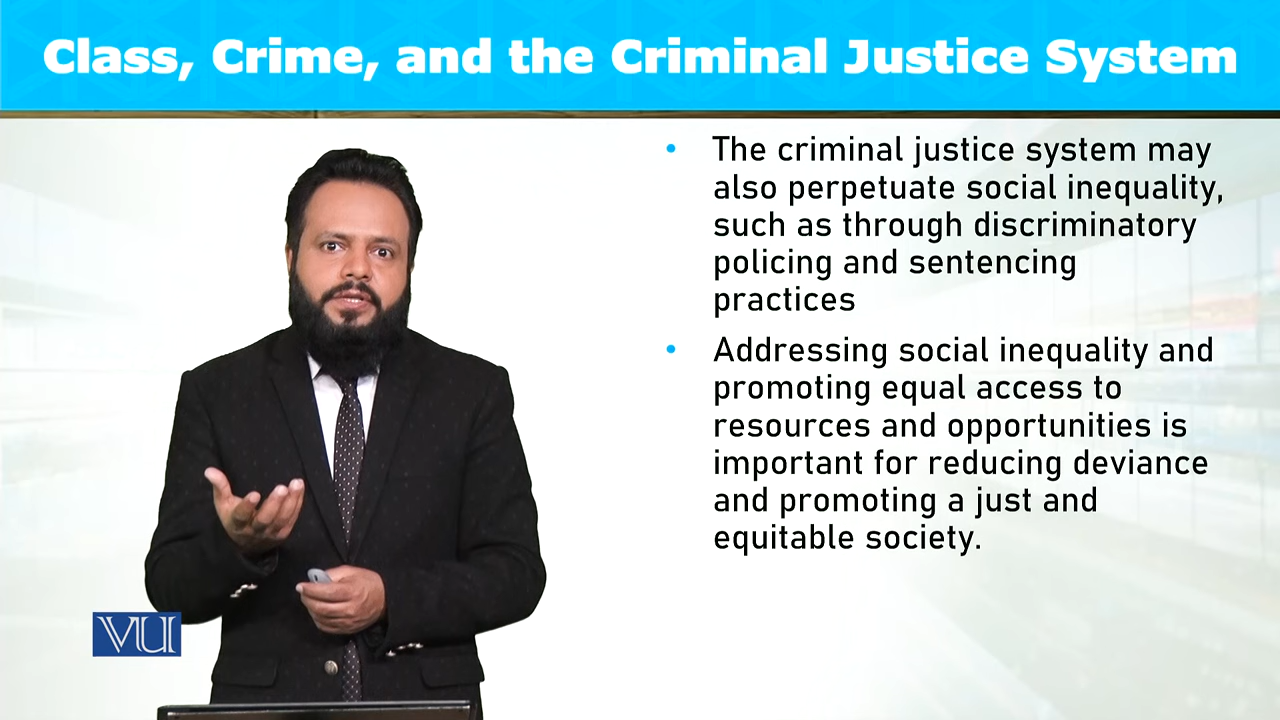 Class, Crime, and the Criminal Justice System
• The criminal justice system may
also perpetuate social inequality,
such as through discriminatory
policing and sentencing
practices
• Addressing social inequality and
promoting equal access to
resources and opportunities is
important for reducing deviance
and promoting a just and
equitable society.
VU